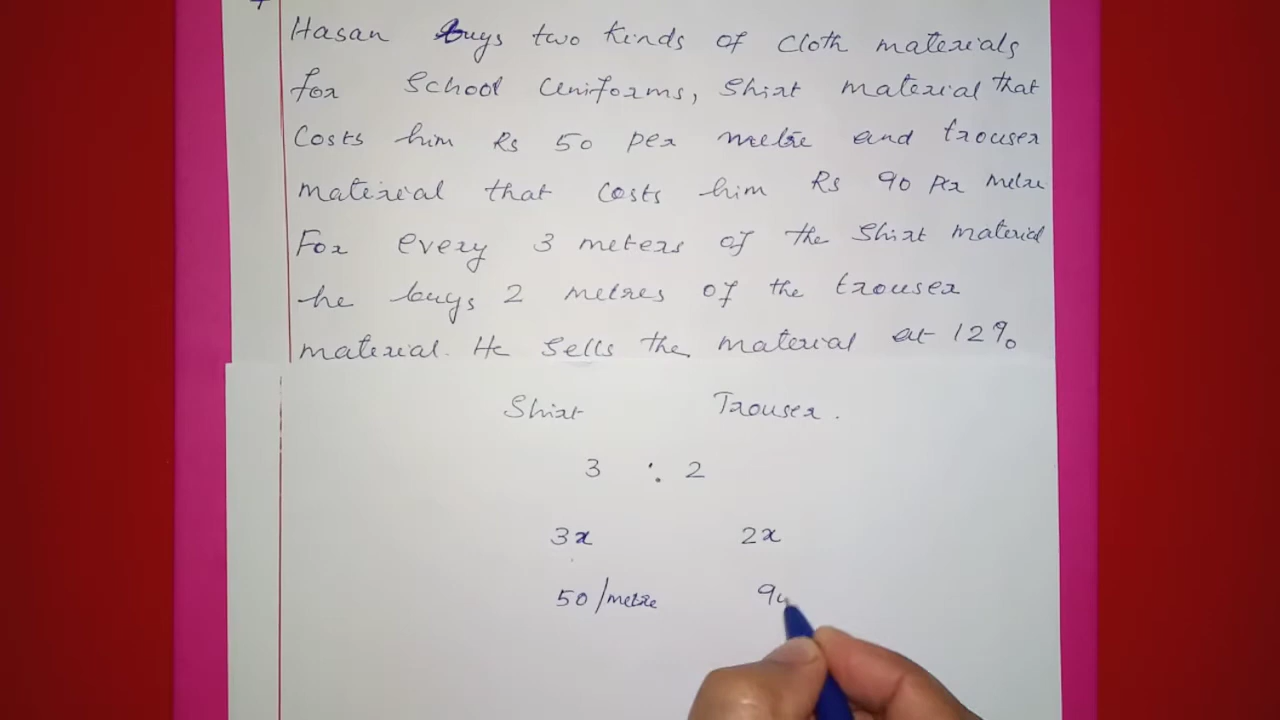 Hasan buys two kinds of cloth materials
for School Uniforms, Shirt material that
Costs him Rs 50 per metre and trouser
material that costs him Rs 90 per metre
For every 3 meters of the Shirt material
he buys 2 metres of the trouser
material. He sells the material at 12%
Shirt Trouser.
3 : 2
3x 2x
50/metre 90